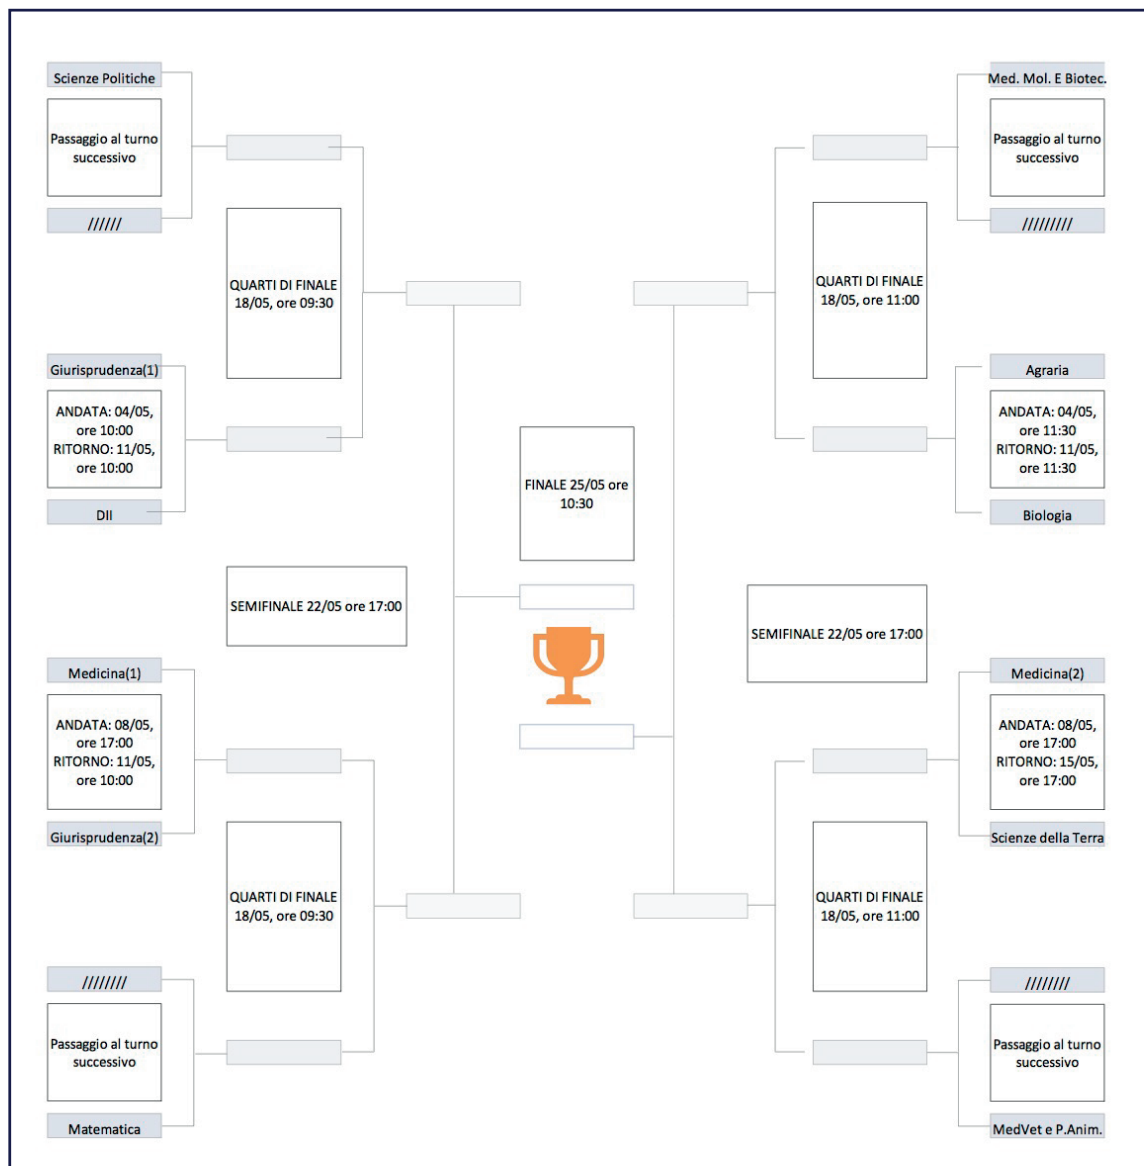 Scienze Politiche
Passaggio al turno
successivo
//////
QUARTI DI FINALE
18/05, ore 09:30
Giurisprudenza(1)
ANDATA: 04/05,
ore 10:00
RITORNO: 11/05,
ore 10:00
DII
SEMIFINALE 22/05 ore 17:00
Medicina(1)
ANDATA: 08/05,
ore 17:00
RITORNO: 11/05,
ore 10:00
Giurisprudenza(2)
QUARTI DI FINALE
18/05, ore 09:30
////////
Passaggio al turno
successivo
Matematica
FINALE 25/05 ore
10:30
Med. Mol. E Biotec.
Passaggio al turno
successivo
/////////
QUARTI DI FINALE
18/05, ore 11:00
Agraria
ANDATA: 04/05,
ore 11:30
RITORNO: 11/05,
ore 11:30
Biologia
SEMIFINALE 22/05 ore 17:00
Medicina(2)
ANDATA: 08/05,
ore 17:00
RITORNO: 15/05,
ore 17:00
Scienze della Terra
QUARTI DI FINALE
18/05, ore 11:00
////////
Passaggio al turno
successivo
MedVet e P.Anim.